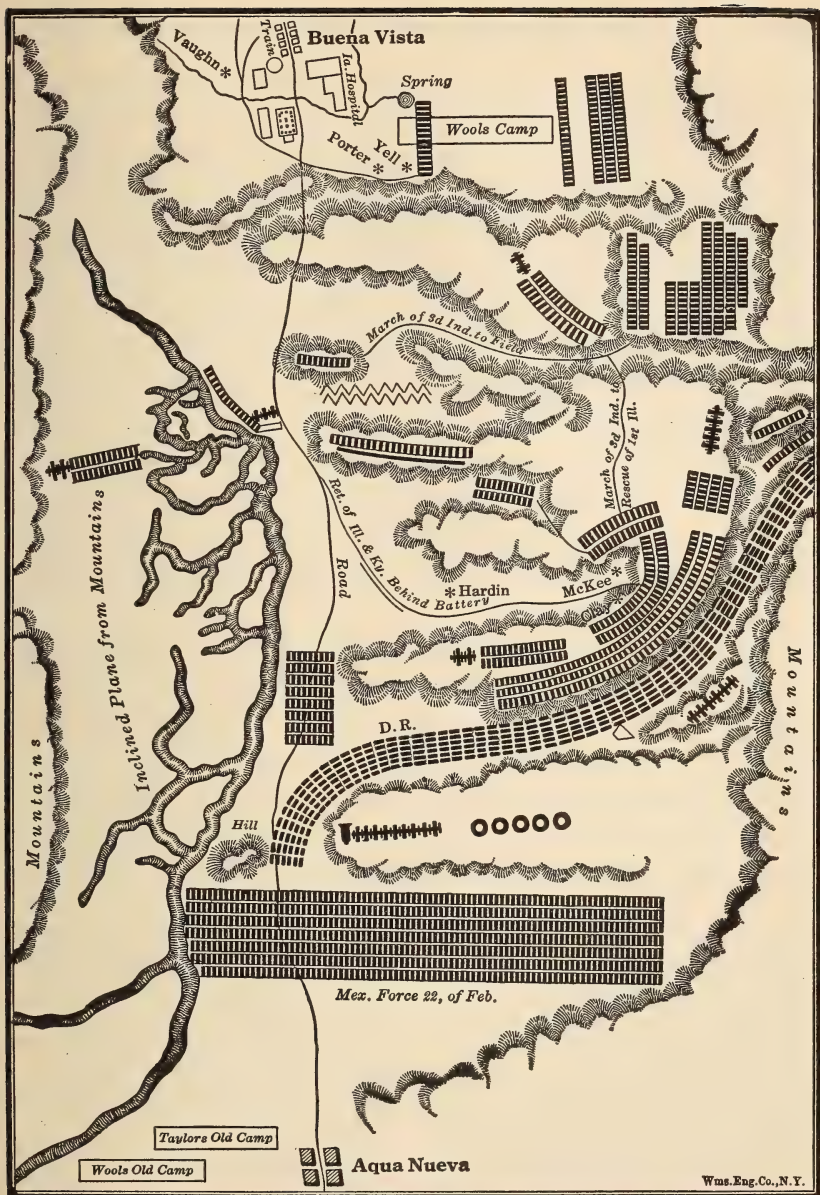 Buena Vista
Train
Vaughn *
Ia. Hospital
Spring
Wools Camp
Yell *
Porter *
March of 3d Ind. to Field
March of 3d Ind. to
Rescue of 1st Ill.
Ret. of Ill. & Ky. Behind Battery
Road
* Hardin
McKee *
Clay *
Inclined Plane from Mountains
Mountains
Mountains
D. R.
Hill
Mex. Force 22, of Feb.
Taylors Old Camp
Wools Old Camp
Aqua Nueva
Wms. Eng. Co., N.Y.